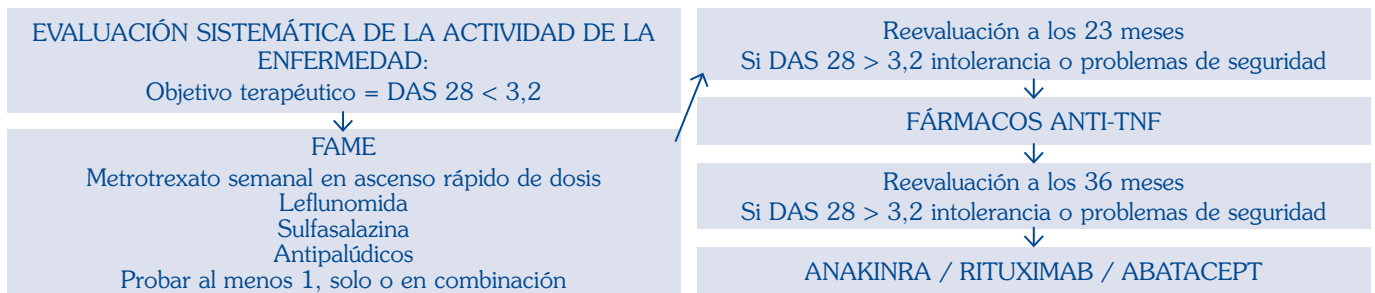 EVALUACIÓN SISTEMÁTICA DE LA ACTIVIDAD DE LA
ENFERMEDAD:
Objetivo terapéutico = DAS 28 < 3,2
FAME
Metrotrexato semanal en ascenso rápido de dosis
Leflunomida
Sulfasalazina
Antipalúdicos
Probar al menos 1, solo o en combinación
Reevaluación a los 23 meses
Si DAS 28 > 3,2 intolerancia o problemas de seguridad
FÁRMACOS ANTI-TNF
Reevaluación a los 36 meses
Si DAS 28 > 3,2 intolerancia o problemas de seguridad
ANAKINRA / RITUXIMAB / ABATACEPT